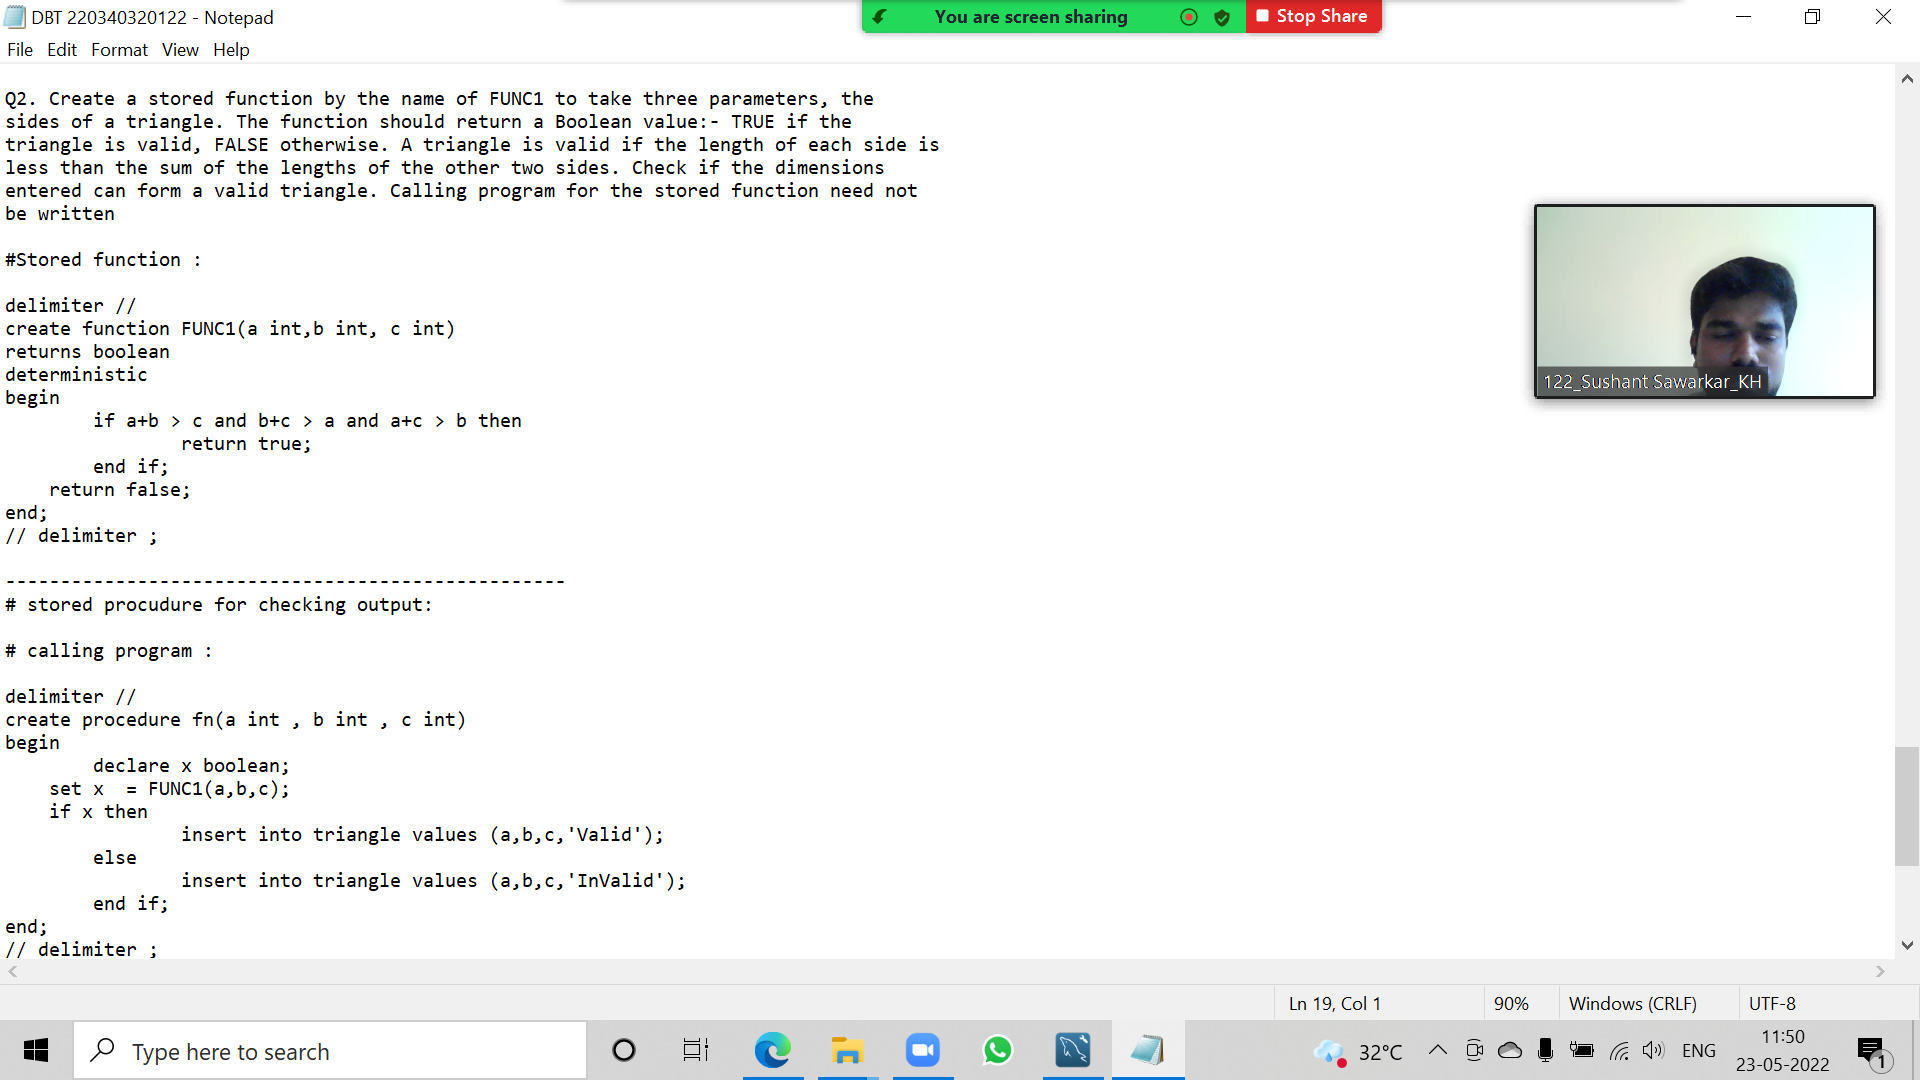 DBT 220340320122 - Notepad
You are screen sharing
Stop Share
File Edit Format View Help
Q2. Create a stored function by the name of FUNC1 to take three parameters, the
sides of a triangle. The function should return a Boolean value:- TRUE if the
triangle is valid, FALSE otherwise. A triangle is valid if the length of each side is
less than the sum of the lengths of the other two sides. Check if the dimensions
entered can form a valid triangle. Calling program for the stored function need not
be written
#Stored function :
delimiter //
create function FUNC1(a int,b int, c int)
returns boolean
deterministic
begin
if a+b > c and b+c > a and a+c > b then
return true;
end if;
return false;
end;
// delimiter ;
---------------------------------------------------
# stored procudure for checking output:
# calling program :
delimiter //
create procedure fn(a int , b int , c int)
begin
declare x boolean;
set x  = FUNC1(a,b,c);
if x then
insert into triangle values (a,b,c,'Valid');
else
insert into triangle values (a,b,c,'InValid');
end if;
end;
// delimiter ;
122_Sushant Sawarkar_KH
Ln 19, Col 1
90%
Windows (CRLF)
UTF-8
Type here to search
32°C
ENG
11:50
23-05-2022
1